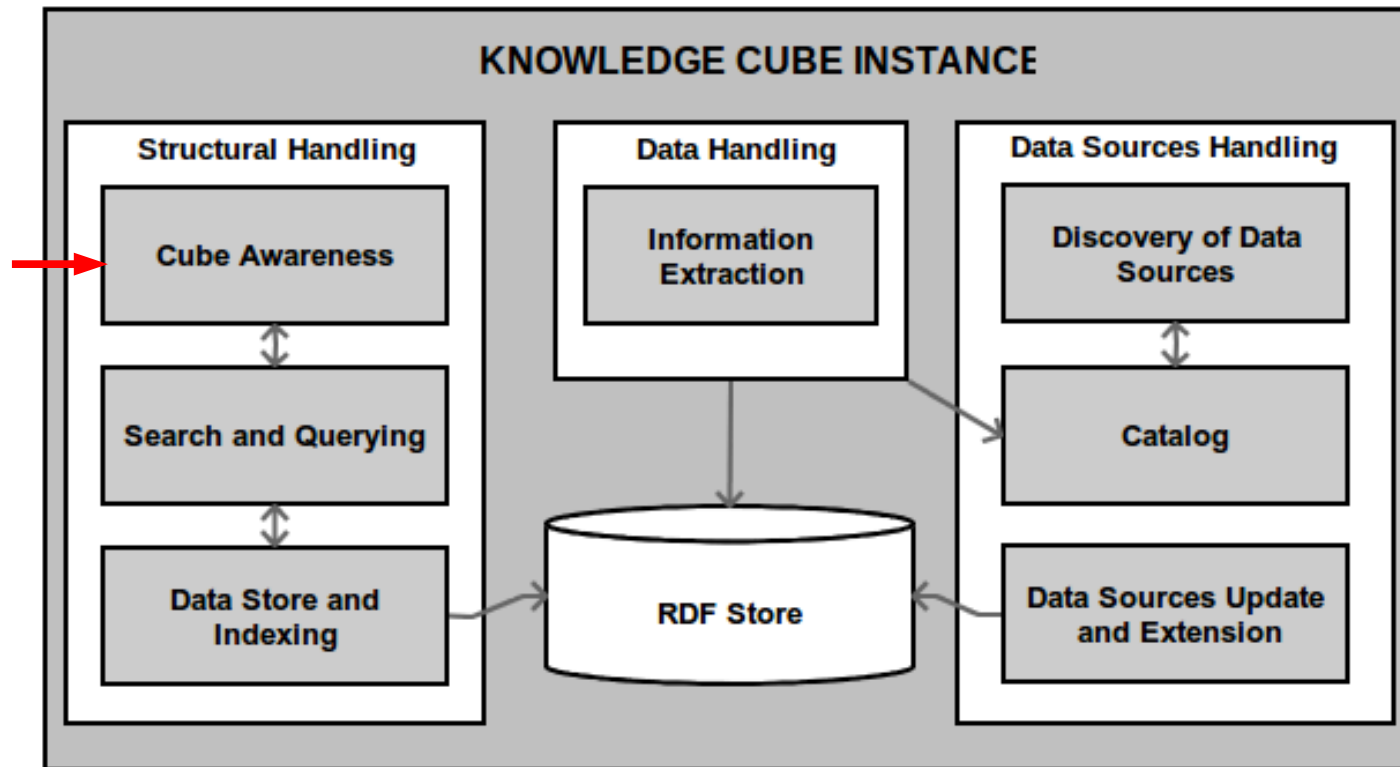 KNOWLEDGE CUBE INSTANCE
Structural Handling
Cube Awareness
Search and Querying
Data Store and
Indexing
Data Handling
Information
Extraction
RDF Store
Data Sources Handling
Discovery of Data
Sources
Catalog
Data Sources Update
and Extension